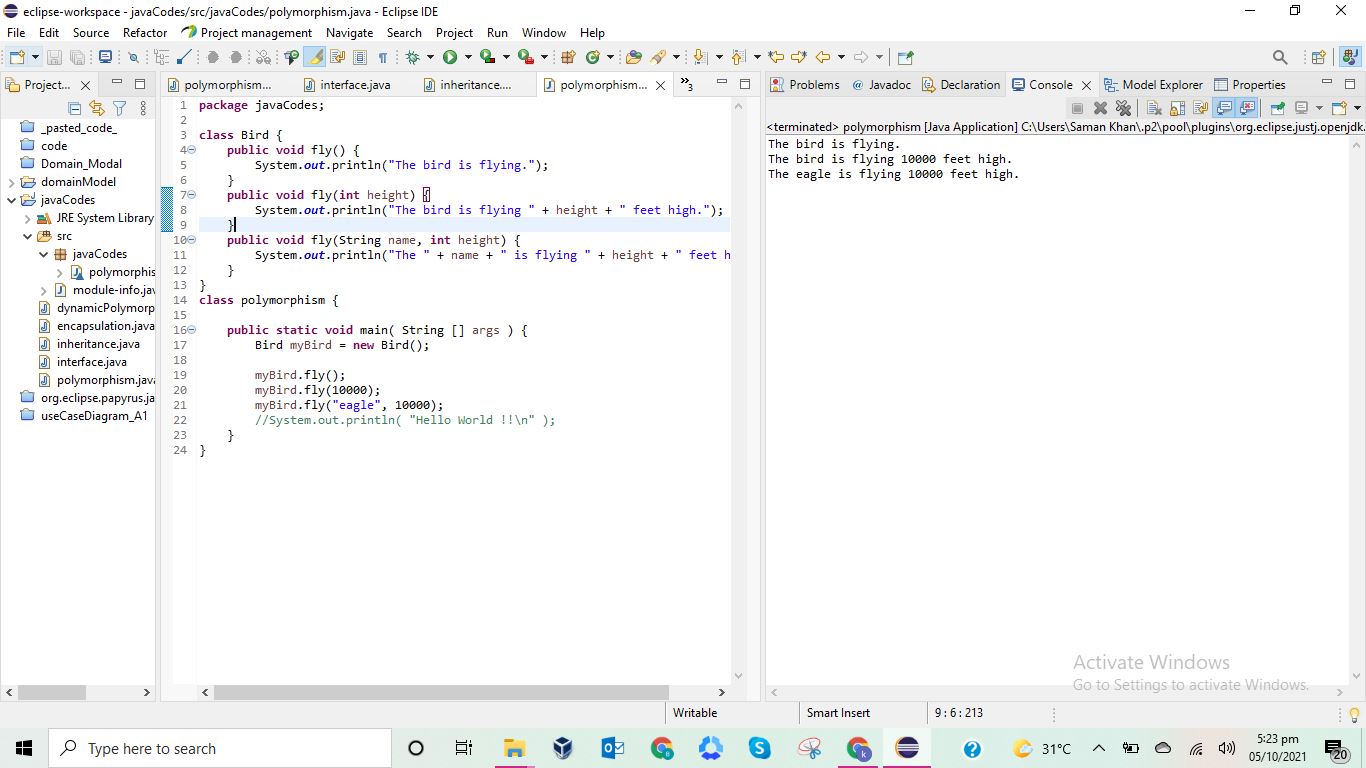 eclipse-workspace - javaCodes/src/javaCodes/polymorphism.java - Eclipse IDE
File Edit Source Refactor Project management Navigate Search Project Run Window Help
Project...
polymorphism... interface.java inheritance.... polymorphism... »3
Problems @ Javadoc Declaration Console Model Explorer Properties
_pasted_code_
code
Domain_Modal
domainModel
javaCodes
JRE System Library
src
javaCodes
polymorphis
module-info.jav
dynamicPolymorp
encapsulation.java
inheritance.java
interface.java
polymorphism.java
org.eclipse.papyrus.ja
useCaseDiagram_A1
1 package javaCodes;
2
3 class Bird {
4 public void fly() {
5 System.out.println("The bird is flying.");
6 }
7 public void fly(int height) {
8 System.out.println("The bird is flying " + height + " feet high.");
9 }
10 public void fly(String name, int height) {
11 System.out.println("The " + name + " is flying " + height + " feet h
12 }
13 }
14 class polymorphism {
15
16 public static void main( String [] args ) {
17 Bird myBird = new Bird();
18
19 myBird.fly();
20 myBird.fly(10000);
21 myBird.fly("eagle", 10000);
22 //System.out.println( "Hello World !!\n" );
23 }
24 }
<terminated> polymorphism [Java Application] C:\Users\Saman Khan\.p2\pool\plugins\org.eclipse.justj.openjdk.
The bird is flying.
The bird is flying 10000 feet high.
The eagle is flying 10000 feet high.
Activate Windows
Go to Settings to activate Windows.
Writable Smart Insert 9 : 6 : 213
Type here to search
31°C
5:23 pm
05/10/2021
20